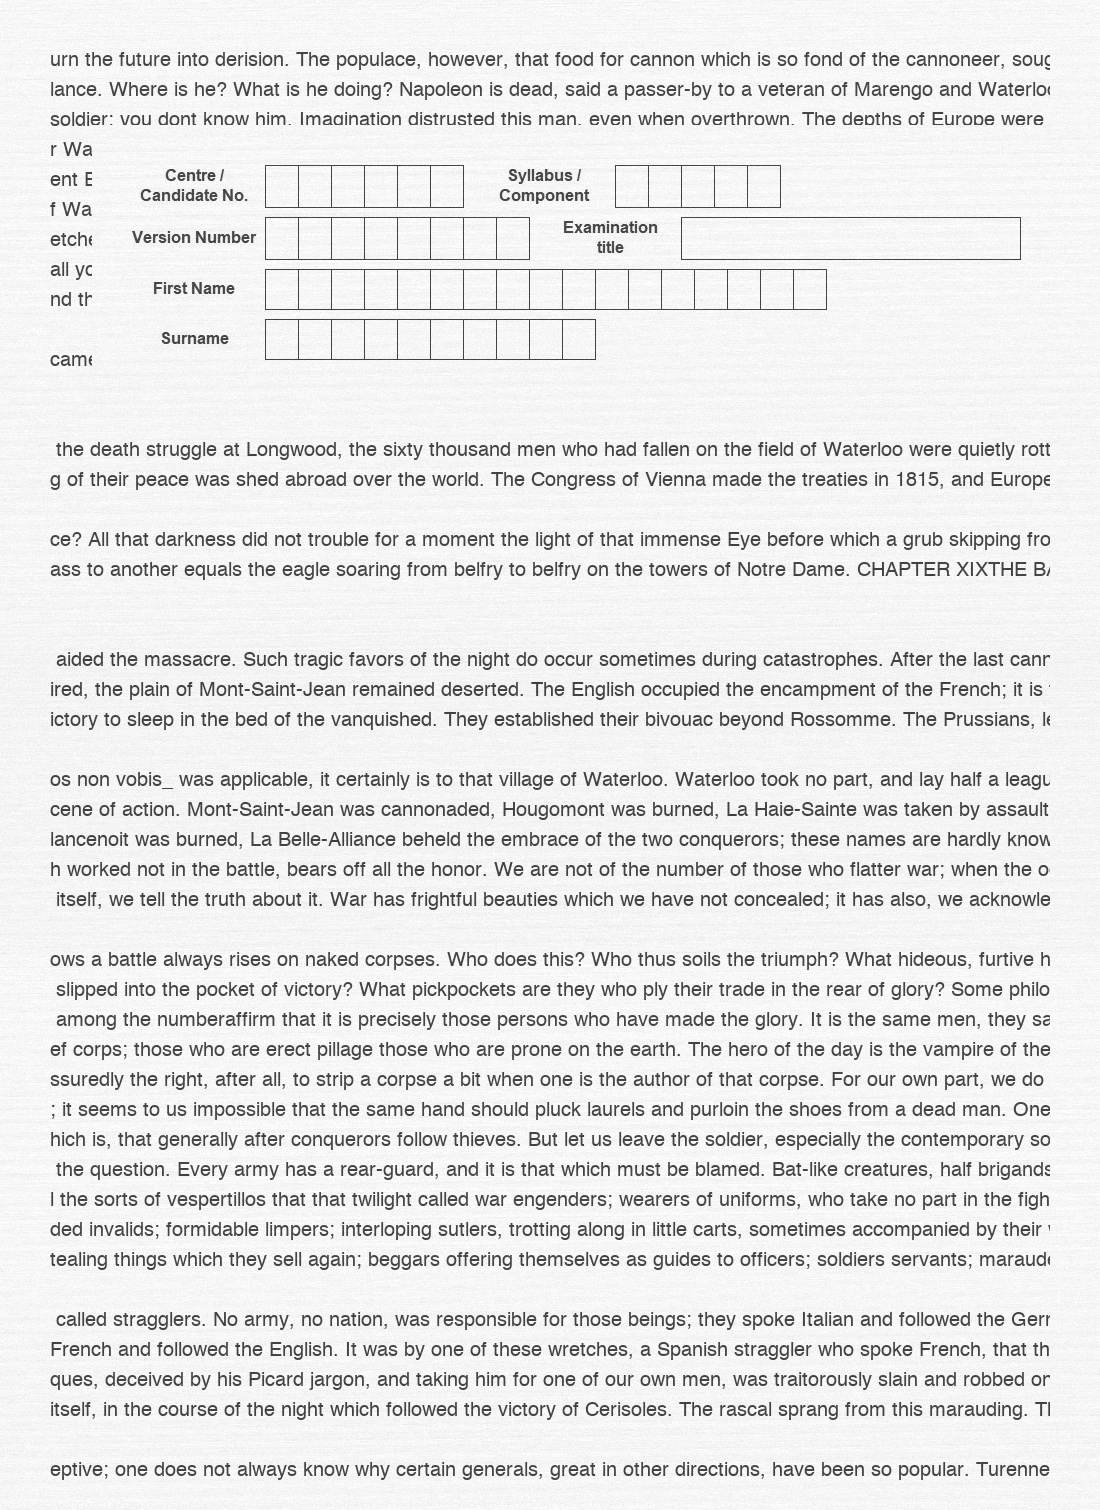 urn the future into derision. The populace, however, that food for cannon which is so fond of the cannoneer,
lance. Where is he? What is he doing? Napoleon is dead, said a passer-by to a veteran of Marengo and
soldier; you dont know him. Imagination distrusted this man, even when overthrown. The depths of Europe were
r Wa
ent
f Wa
all
nd
came
Centre /
Candidate No.
Syllabus /
Component
Version Number
Examination
title
First Name
Surname
the death struggle at Longwood, the sixty thousand men who had fallen on the field of Waterloo were quietly rott
g of their peace was shed abroad over the world. The Congress of Vienna made the treaties in 1815, and Europe
ce? All that darkness did not trouble for a moment the light of that immense Eye before which a grub skipping fro
ass to another equals the eagle soaring from belfry to belfry on the towers of Notre Dame. CHAPTER XIXTHE
aided the massacre. Such tragic favors of the night do occur sometimes during catastrophes. After the last cann
ired, the plain of Mont-Saint-Jean remained deserted. The English occupied the encampment of the French; it is
ictory to sleep in the bed of the vanquished. They established their bivouac beyond Rossomme. The Prussians,
os non vobis_ was applicable, it certainly is to that village of Waterloo. Waterloo took no part, and lay half a leagu
cene of action. Mont-Saint-Jean was cannonaded, Hougomont was burned, La Haie-Sainte was taken by assault
lancenoit was burned, La Belle-Alliance beheld the embrace of the two conquerors; these names are hardly know
h worked not in the battle, bears off all the honor. We are not of the number of those who flatter war; when the
itself, we tell the truth about it. War has frightful beauties which we have not concealed; it has also, we acknowle
ows a battle always rises on naked corpses. Who does this? Who thus soils the triumph? What hideous, furtive h
slipped into the pocket of victory? What pickpockets are they who ply their trade in the rear of glory? Some philo
among the numberaffirm that it is precisely those persons who have made the glory. It is the same men, they sa
ef corps; those who are erect pillage those who are prone on the earth. The hero of the day is the vampire of the
ssuredly the right, after all, to strip a corpse a bit when one is the author of that corpse. For our own part, we do
; it seems to us impossible that the same hand should pluck laurels and purloin the shoes from a dead man. One
hich is, that generally after conquerors follow thieves. But let us leave the soldier, especially the contemporary so
the question. Every army has a rear-guard, and it is that which must be blamed. Bat-like creatures, half brigands
l the sorts of vespertillos that that twilight called war engenders; wearers of uniforms, who take no part in the figh
ded invalids; formidable limpers; interloping sutlers, trotting along in little carts, sometimes accompanied by their
tealing things which they sell again; beggars offering themselves as guides to officers; soldiers servants;
called stragglers. No army, no nation, was responsible for those beings; they spoke Italian and followed the
French and followed the English. It was by one of these wretches, a Spanish straggler who spoke French, that th
ques, deceived by his Picard jargon, and taking him for one of our own men, was traitorously slain and robbed on
itself, in the course of the night which followed the victory of Cerisoles. The rascal sprang from this marauding.
eptive; one does not always know why certain generals, great in other directions, have been so popular. Turenne